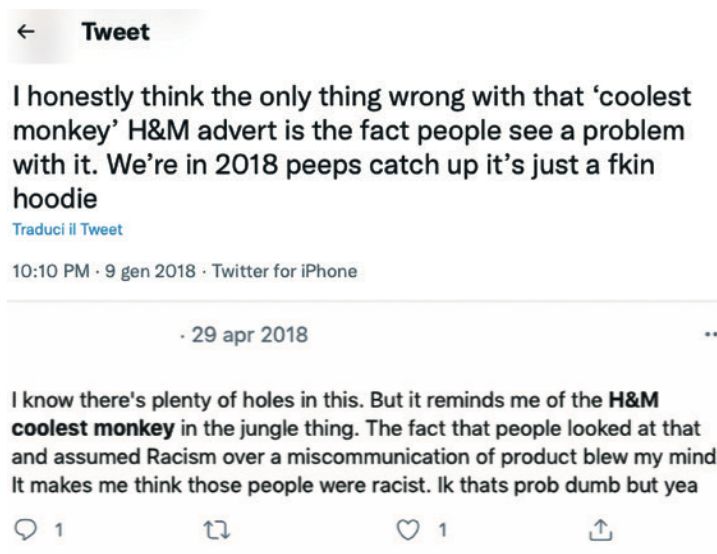 Tweet
I honestly think the only thing wrong with that ‘coolest
monkey’ H&M advert is the fact people see a problem
with it. We’re in 2018 peeps catch up it’s just a fkin
hoodie
Traduci il Tweet
10:10 PM · 9 gen 2018 · Twitter for iPhone
· 29 apr 2018
I know there's plenty of holes in this. But it reminds me of the H&M
coolest monkey in the jungle thing. The fact that people looked at that
and assumed Racism over a miscommunication of product blew my mind
It makes me think those people were racist. Ik thats prob dumb but yea
1 1